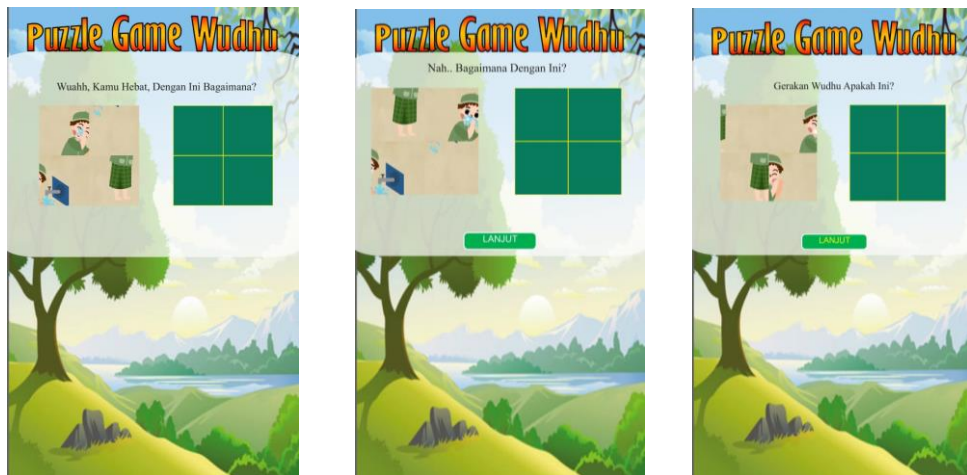 Puzzle Game Wudhu
Wuahh, Kamu Hebat, Dengan Ini Bagaimana?
Puzzle Game Wudhu
Nah.. Bagaimana Dengan Ini?
LANJUT
Puzzle Game Wudhu
Gerakan Wudhu Apakah Ini?
LANJUT